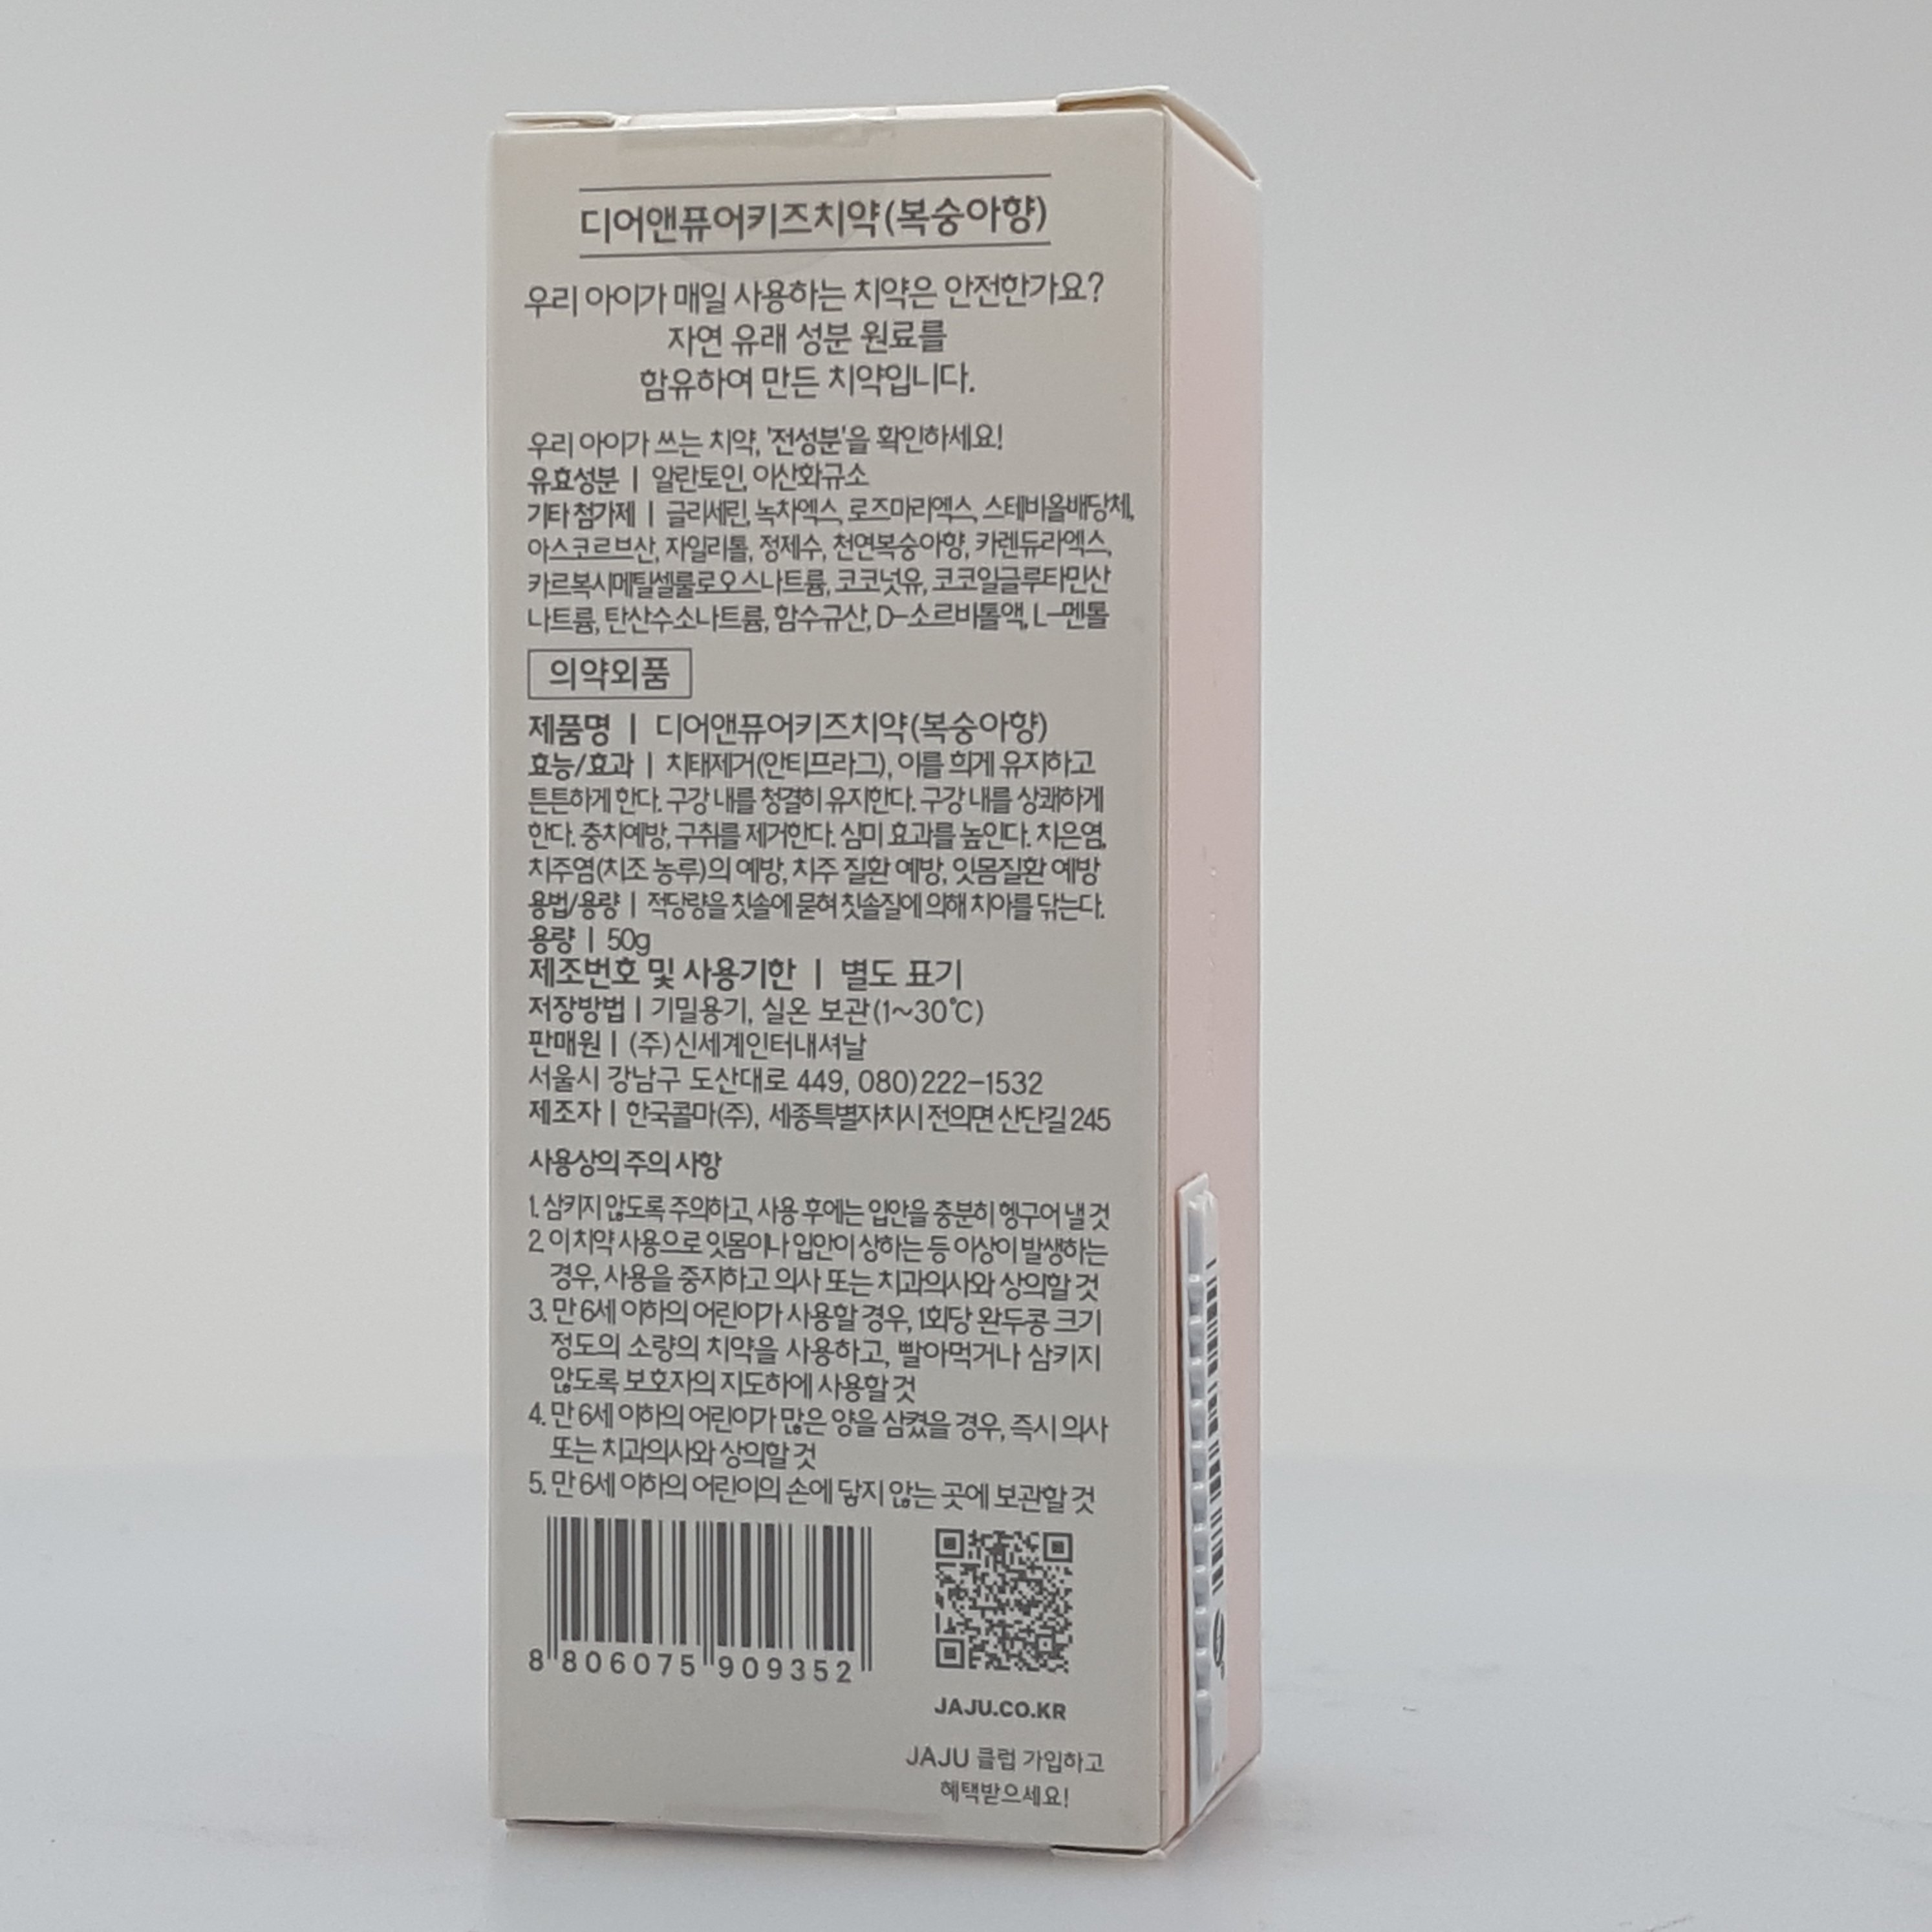 디어앤퓨어키즈치약(복숭아향)
우리 아이가 매일 사용하는 치약은 안전한가요?
자연 유래 성분 원료를
함유하여 만든 치약입니다.
우리 아이가 쓰는 치약, '전성분'을 확인하세요!
유효성분 | 알란토인, 이산화규소
기타 첨가제 | 글리세린, 녹차엑스, 로즈마리엑스, 스테비올배당체,
아스코르브산, 자일리톨, 정제수, 천연복숭아향, 카렌듀라엑스,
카르복시메틸셀룰로오스나트륨, 코코넛유, 코코일글루타민산
나트륨, 탄산수소나트륨, 함수규산, D-소르비톨액, L-멘톨
의약외품
제품명 | 디어앤퓨어키즈치약(복숭아향)
효능/효과 | 치태제거(안티프라그), 이를 희게 유지하고
튼튼하게 한다. 구강 내를 청결히 유지한다. 구강 내를 상쾌하게
한다. 충치예방, 구취를 제거한다. 심미 효과를 높인다. 치은염,
치주염(치조 농루)의 예방, 치주 질환 예방, 잇몸질환 예방
용법/용량 | 적당량을 칫솔에 묻혀 칫솔질에 의해 치아를 닦는다.
용량 | 50g
제조번호 및 사용기한 | 별도 표기
저장방법 | 기밀용기, 실온 보관(1~30℃)
판매원 | (주)신세계인터내셔날
서울시 강남구 도산대로 449, 080)222-1532
제조자 | 한국콜마(주), 세종특별자치시 전의면 산단길 245
사용상의 주의 사항
1. 삼키지 않도록 주의하고, 사용 후에는 입안을 충분히 헹구어 낼 것
2. 이 치약 사용으로 잇몸이나 입안이 상하는 등 이상이 발생하는
경우, 사용을 중지하고 의사 또는 치과의사와 상의할 것
3. 만 6세 이하의 어린이가 사용할 경우, 1회당 완두콩 크기
정도의 소량의 치약을 사용하고, 빨아먹거나 삼키지
않도록 보호자의 지도하에 사용할 것
4. 만 6세 이하의 어린이가 많은 양을 삼켰을 경우, 즉시 의사
또는 치과의사와 상의할 것
5. 만 6세 이하의 어린이의 손에 닿지 않는 곳에 보관할 것
8 806075 909352
JAJU.CO.KR
JAJU 클럽 가입하고
혜택받으세요!